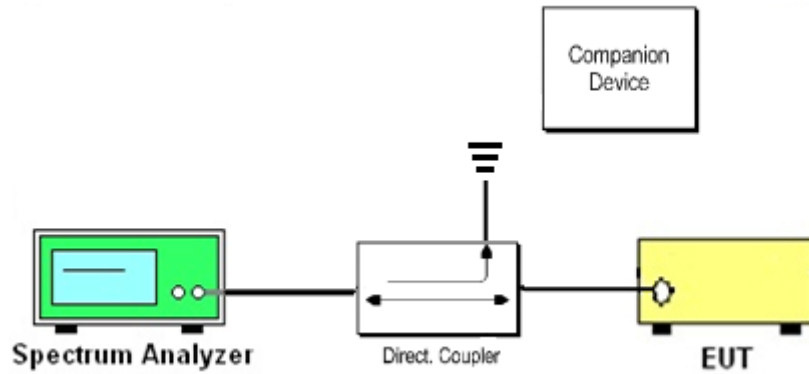 Companion
Device
Spectrum Analyzer
Direct. Coupler
EUT